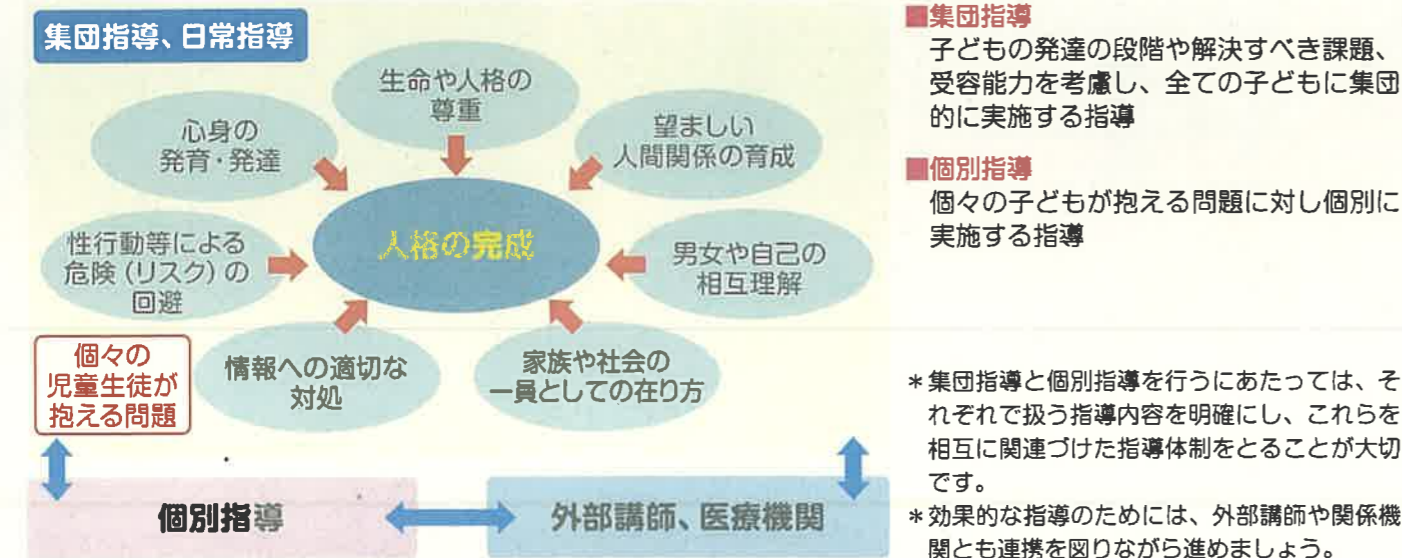 集団指導、日常指導
生命や人格の
尊重
心身の
発育・発達
望ましい
人間関係の育成
性行動等による
危険(リスク)の
回避
人格の完成
男女や自己の
相互理解
個々の
児童生徒が
抱える問題
情報への適切な
対処
家族や社会の
一員としての在り方
個別指導
外部講師、医療機関
■集団指導
子どもの発達の段階や解決すべき課題、
受容能力を考慮し、全ての子どもに集団
的に実施する指導
■個別指導
個々の子どもが抱える問題に対し個別に
実施する指導
*集団指導と個別指導を行うにあたっては、そ
れぞれで扱う指導内容を明確にし、これらを
相互に関連づけた指導体制をとることが大切
です。
*効果的な指導のためには、外部講師や関係機
関とも連携を図りながら進めましょう。